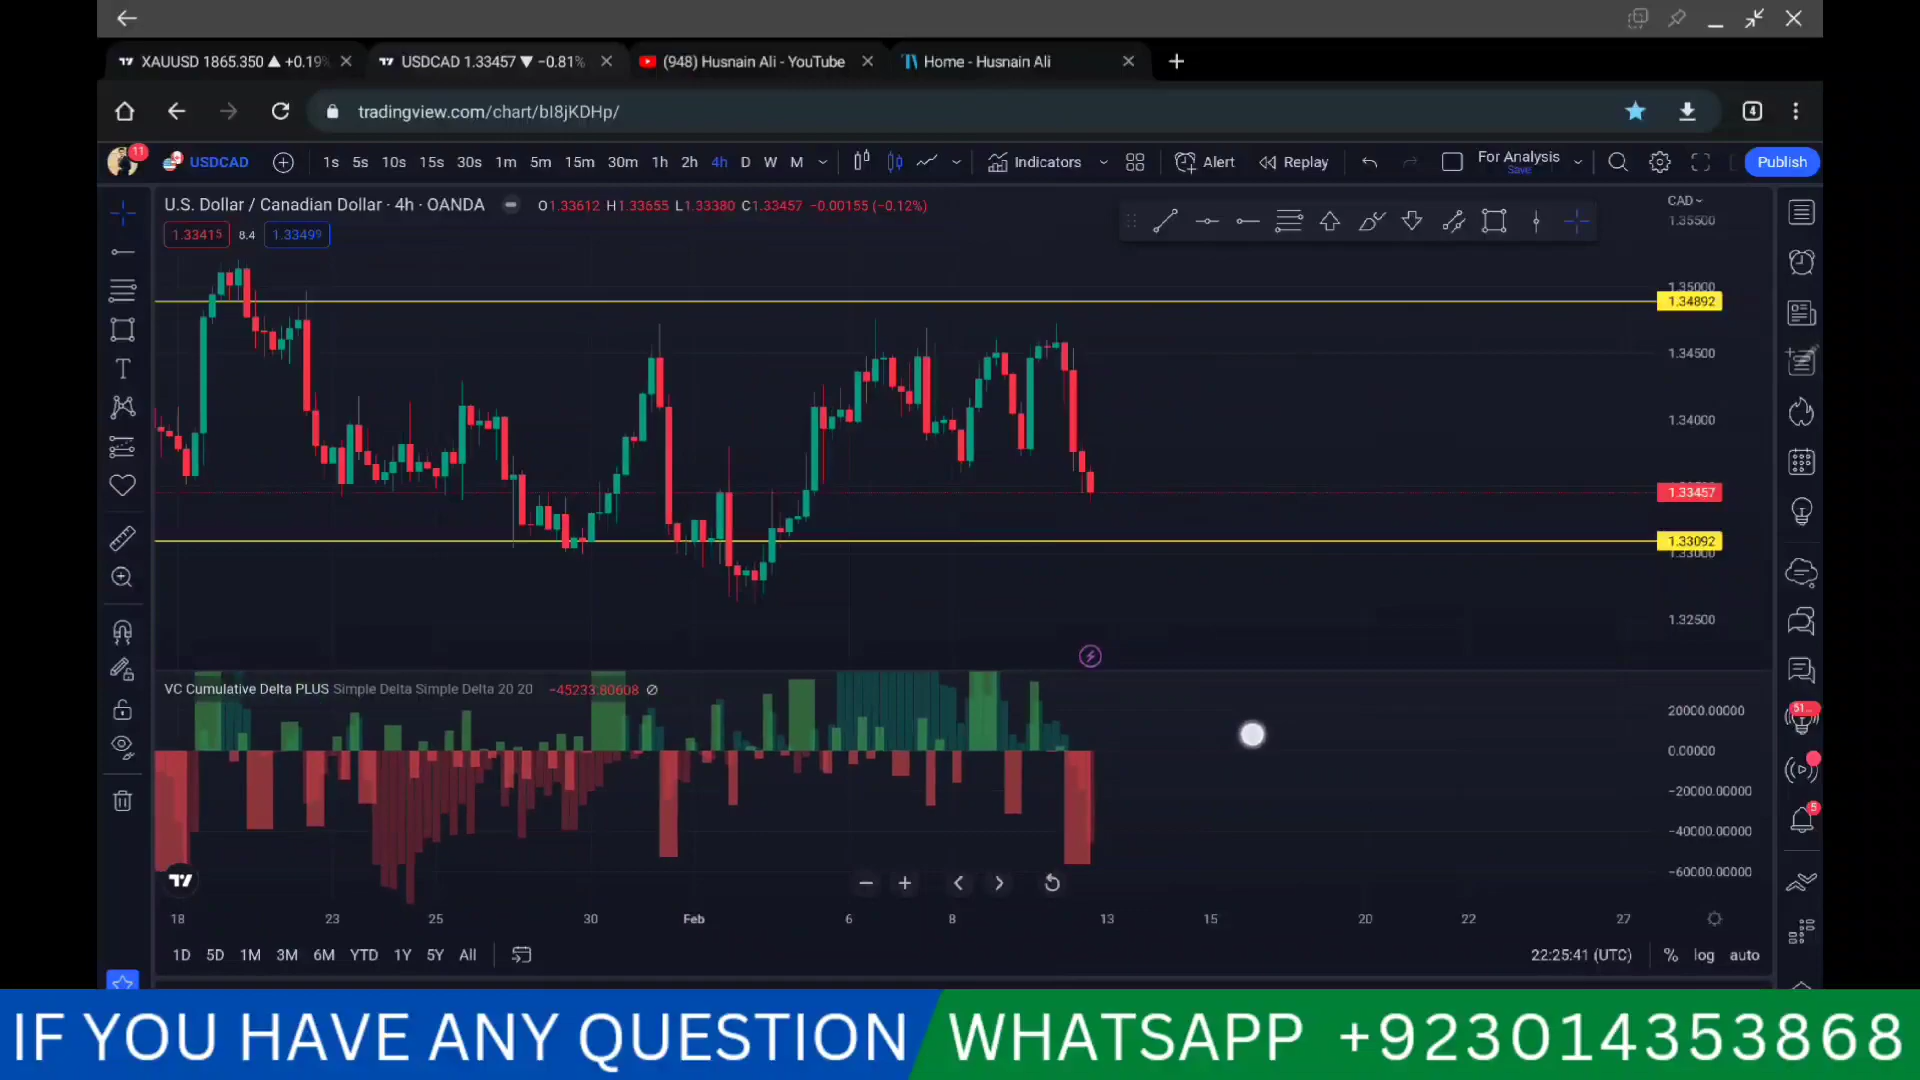 XAUUSD 1865.350 ▲ +0.19%
USDCAD 1.33457 ▼ −0.81%
(948) Husnain Ali - YouTube
Home - Husnain Ali
tradingview.com/chart/bI8jKDHp/
4
11
USDCAD
1s 5s 10s 15s 30s 1m 5m 15m 30m 1h 2h 4h D W M
Indicators
Alert
Replay
For Analysis
Save
Publish
U.S. Dollar / Canadian Dollar · 4h · OANDA
O1.33612 H1.33655 L1.33380 C1.33457 −0.00155 (−0.12%)
1.33415 8.4 1.33499
CAD
1.35500
1.35000
1.34892
1.34500
1.34000
1.33457
1.33092
1.33000
1.32500
VC Cumulative Delta PLUS Simple Delta Simple Delta 20 20 −45233.80608
20000.00000
0.00000
−20000.00000
−40000.00000
−60000.00000
51...
5
18 23 25 30 Feb 6 8 13 15 20 22 27
1D 5D 1M 3M 6M YTD 1Y 5Y All
22:25:41 (UTC) % log auto
IF YOU HAVE ANY QUESTION WHATSAPP +923014353868